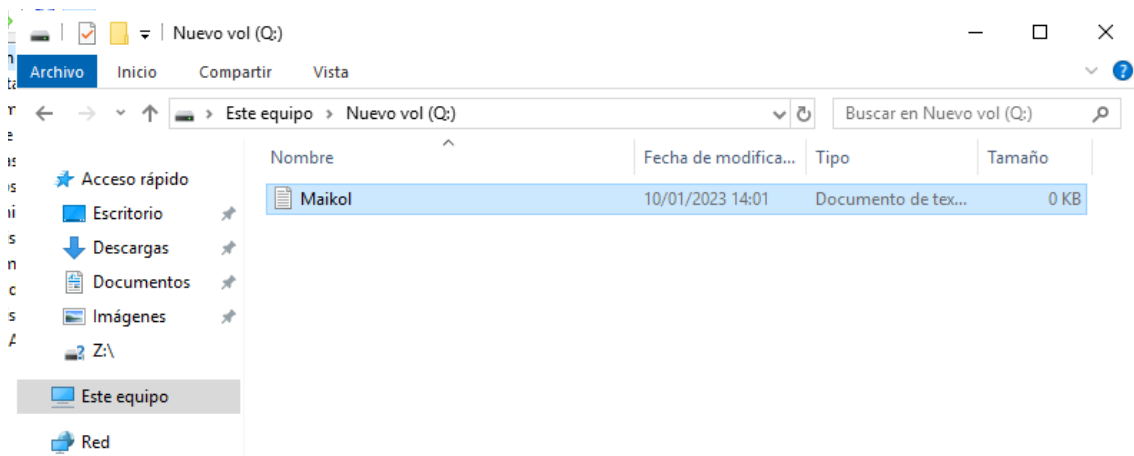 Nuevo vol (Q:)
Archivo Inicio Compartir Vista
Este equipo > Nuevo vol (Q:) Buscar en Nuevo vol (Q:)
Nombre Fecha de modifica... Tipo Tamaño
Acceso rápido
Maikol 10/01/2023 14:01 Documento de tex... 0 KB
Escritorio
Descargas
Documentos
Imágenes
Z:\
Este equipo
Red